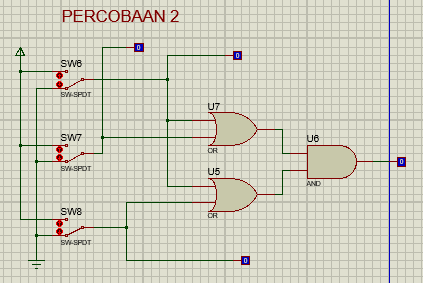 PERCOBAAN 2
0
0
SW6
SW-SPDT
U7
OR
SW7
SW-SPDT
U6
AND
0
U5
OR
SW8
SW-SPDT
0